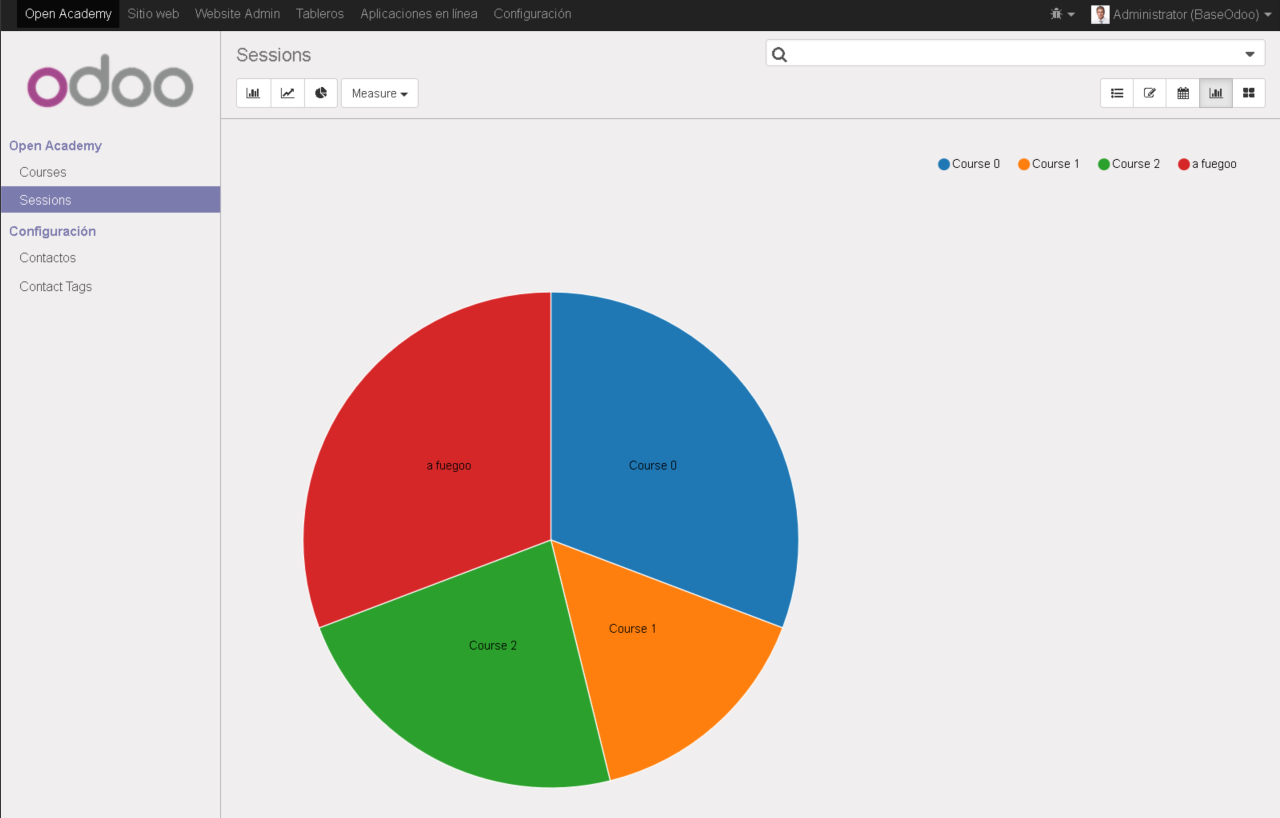 Open Academy Sitio web Website Admin Tableros Aplicaciones en línea Configuración Administrator (BaseOdoo)
odoo
Open Academy
Courses
Sessions
Configuración
Contactos
Contact Tags
Sessions
Measure
Course 0 Course 1 Course 2 a fuegoo
a fuegoo
Course 0
Course 1
Course 2